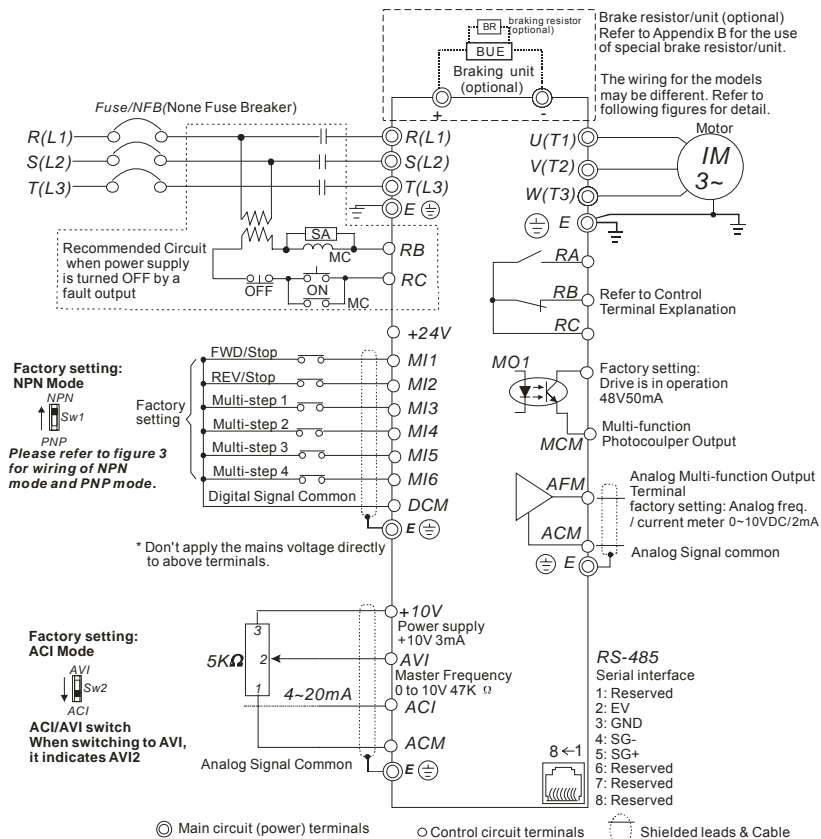 BR
braking resistor
(optional)
BUE
Braking unit
(optional)
+
-
Brake resistor/unit (optional)
Refer to Appendix B for the use
of special brake resistor/unit.
The wiring for the models
may be different. Refer to
following figures for detail.
Fuse/NFB(None Fuse Breaker)
R(L1)
S(L2)
T(L3)
R(L1)
S(L2)
T(L3)
E
SA
MC
RB
RC
OFF
ON
MC
Recommended Circuit
when power supply
is turned OFF by a
fault output
U(T1)
V(T2)
W(T3)
E
Motor
IM
3~
RA
RB
RC
Refer to Control
Terminal Explanation
+24V
FWD/Stop
MI1
REV/Stop
MI2
Multi-step 1
MI3
Multi-step 2
MI4
Multi-step 3
MI5
Multi-step 4
MI6
Digital Signal Common
DCM
E
Factory
setting
Factory setting:
NPN Mode
NPN
Sw1
PNP
Please refer to figure 3
for wiring of NPN
mode and PNP mode.
* Don't apply the mains voltage directly
to above terminals.
MO1
Factory setting:
Drive is in operation
48V50mA
Multi-function
Photocoulper Output
MCM
AFM
Analog Multi-function Output
Terminal
factory setting: Analog freq.
/ current meter 0~10VDC/2mA
ACM
Analog Signal common
E
+10V
Power supply
+10V 3mA
3
2
1
5KΩ
AVI
Master Frequency
0 to 10V 47K Ω
4~20mA
ACI
ACM
Analog Signal Common
E
Factory setting:
ACI Mode
AVI
Sw2
ACI
ACI/AVI switch
When switching to AVI,
it indicates AVI2
RS-485
Serial interface
1: Reserved
2: EV
3: GND
4: SG-
5: SG+
6: Reserved
7: Reserved
8: Reserved
8←1
Main circuit (power) terminals
Control circuit terminals
Shielded leads & Cable